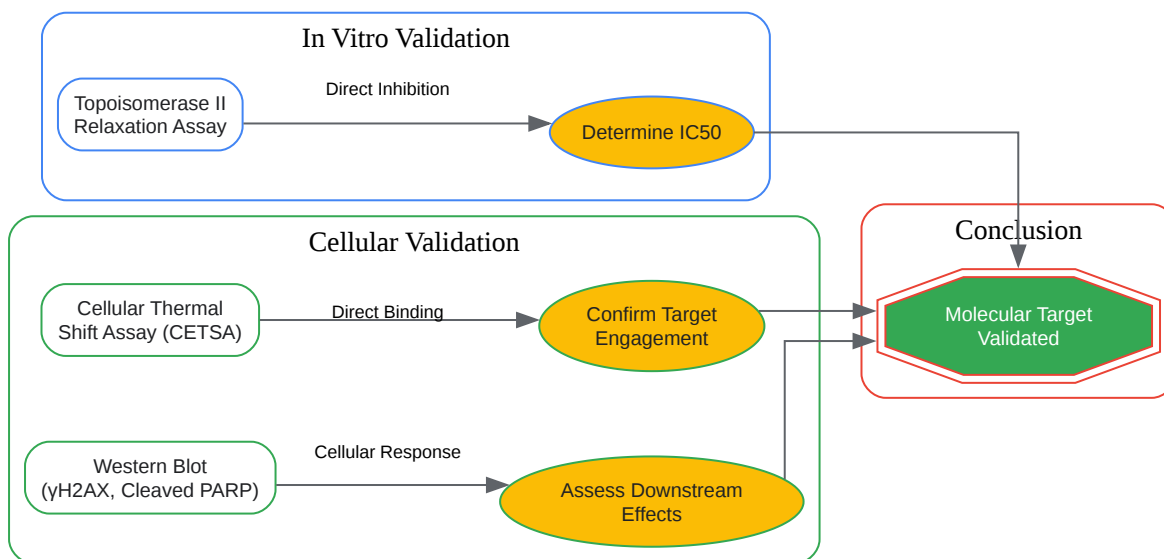 In Vitro Validation
Topoisomerase II
Relaxation Assay
Direct Inhibition
Determine IC50
Cellular Validation
Cellular Thermal
Shift Assay (CETSA)
Direct Binding
Confirm Target
Engagement
Western Blot
(γH2AX, Cleaved PARP)
Cellular Response
Assess Downstream
Effects
Conclusion
Molecular Target
Validated